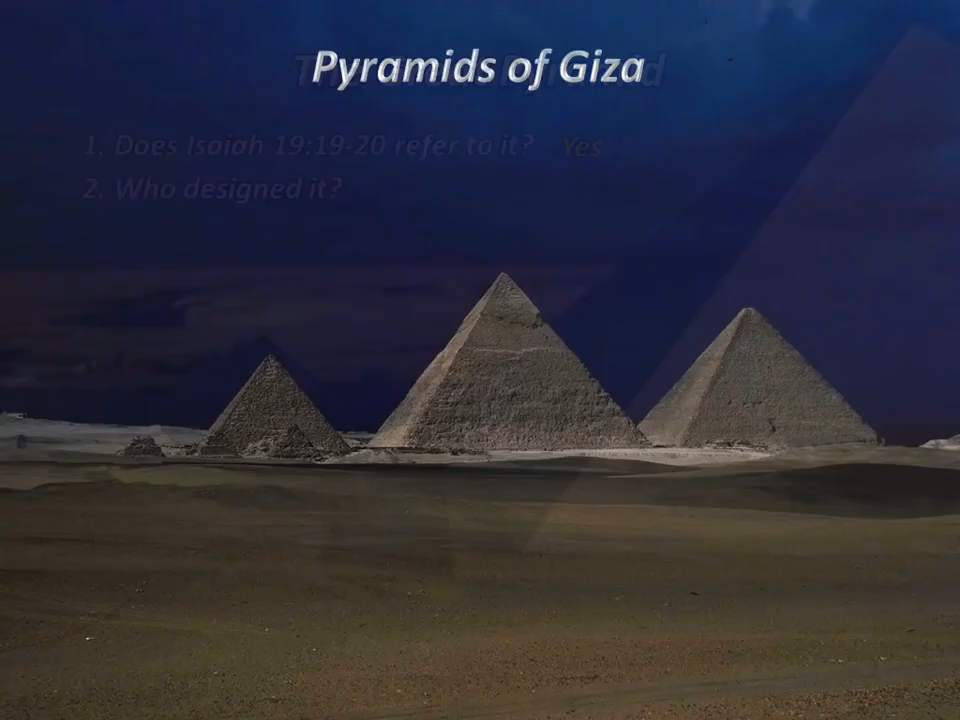 Pyramids of Giza
1. Does Isaiah 19:19-20 refer to it? Yes
2. Who designed it?